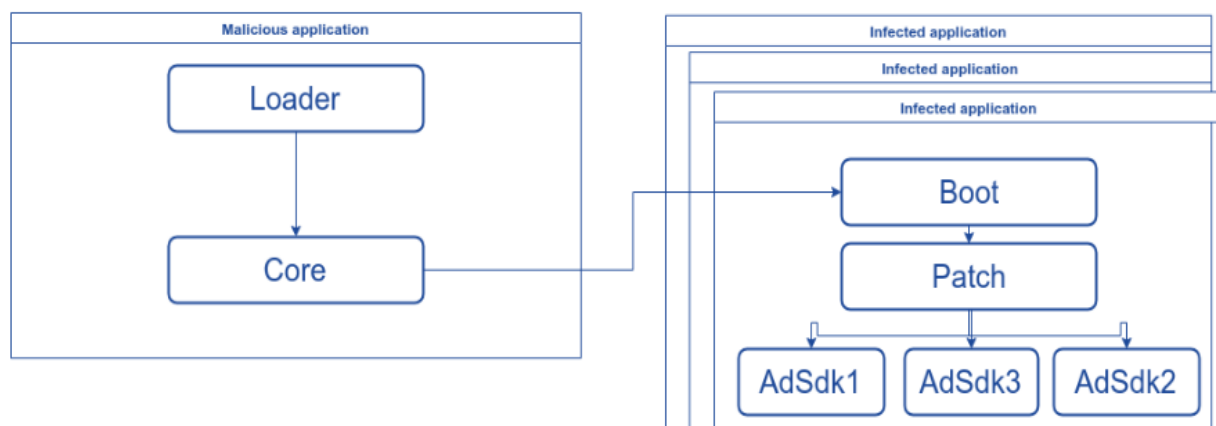 Malicious application
Loader
Core
Infected application
Infected application
Infected application
Boot
Patch
AdSdk1 AdSdk3 AdSdk2